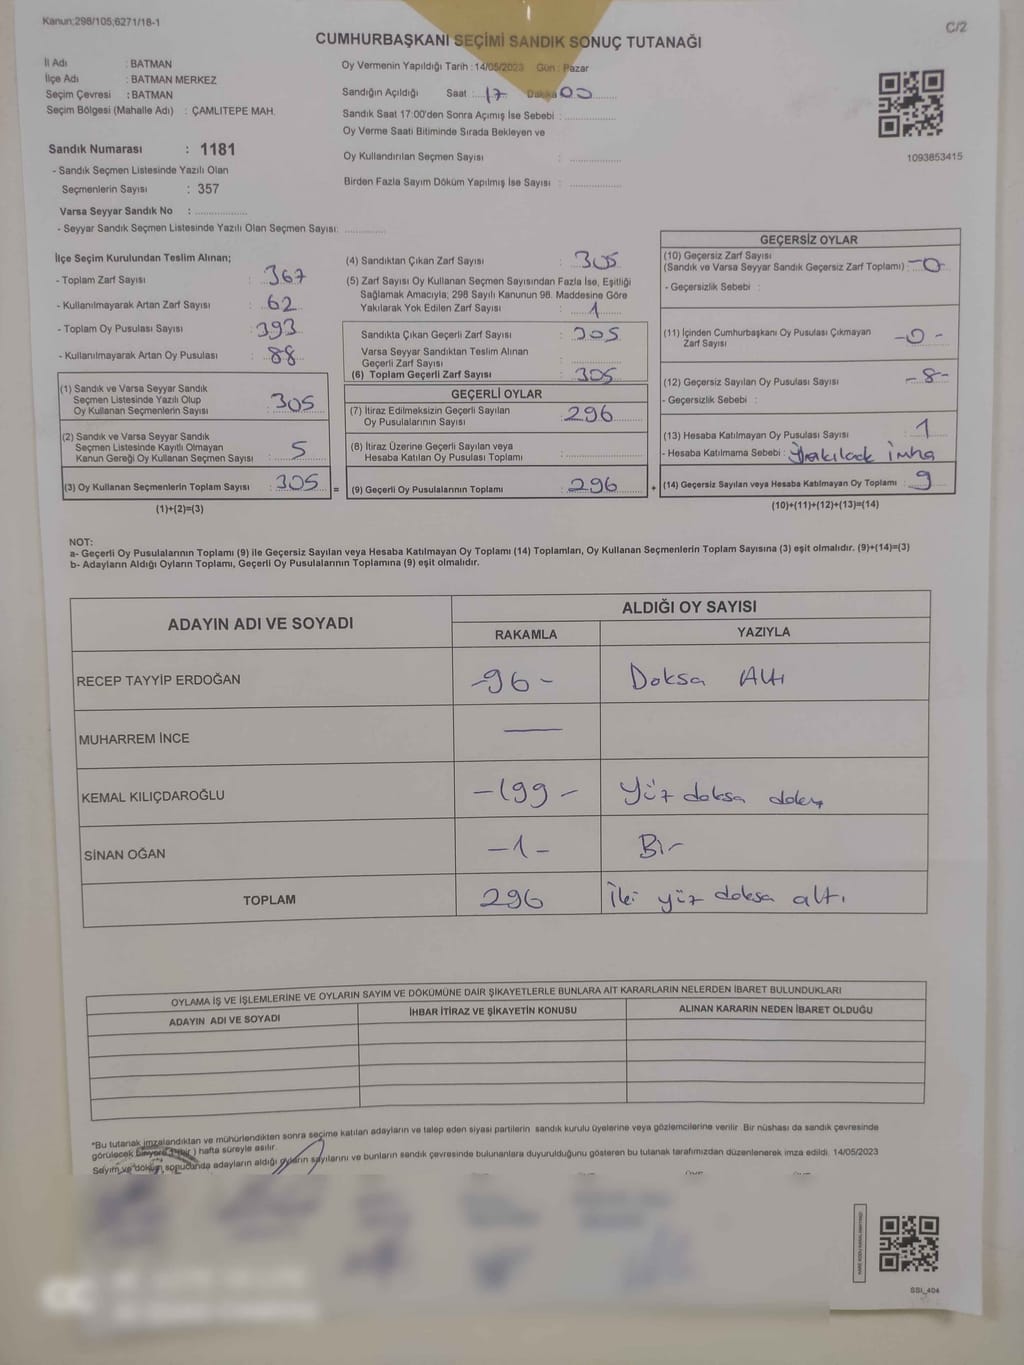 Kanun:298/105;6271/18-1
C/2
CUMHURBAŞKANI SEÇİMİ SANDIK SONUÇ TUTANAĞI
İl Adı : BATMAN
İlçe Adı : BATMAN MERKEZ
Seçim Çevresi : BATMAN
Seçim Bölgesi (Mahalle Adı) : ÇAMLITEPE MAH.
Sandık Numarası : 1181
- Sandık Seçmen Listesinde Yazılı Olan
Seçmenlerin Sayısı : 357
Varsa Seyyar Sandık No : ....................
- Seyyar Sandık Seçmen Listesinde Yazılı Olan Seçmen Sayısı: ...............
Oy Vermenin Yapıldığı Tarih : 14/05/2023 Gün : Pazar
Sandığın Açıldığı Saat : 17 Dakika 00
Sandık Saat 17:00'den Sonra Açımış İse Sebebi : ....................
Oy Verme Saati Bitiminde Sırada Bekleyen ve
Oy Kullandırılan Seçmen Sayısı : ....................
Birden Fazla Sayım Döküm Yapılmış İse Sayısı : ....................
1093853415
İlçe Seçim Kurulundan Teslim Alınan;
- Toplam Zarf Sayısı : 367
- Kullanılmayarak Artan Zarf Sayısı : 62
- Toplam Oy Pusulası Sayısı : 393
- Kullanılmayarak Artan Oy Pusulası : 88
(1) Sandık ve Varsa Seyyar Sandık
Seçmen Listesinde Yazılı Olup
Oy Kullanan Seçmenlerin Sayısı : 305
(2) Sandık ve Varsa Seyyar Sandık
Seçmen Listesinde Kayıtlı Olmayan
Kanun Gereği Oy Kullanan Seçmen Sayısı : 5
(3) Oy Kullanan Seçmenlerin Toplam Sayısı : 305 =
(1)+(2)=(3)
(4) Sandıktan Çıkan Zarf Sayısı : 305
(5) Zarf Sayısı Oy Kullanan Seçmen Sayısından Fazla İse, Eşitliği
Sağlamak Amacıyla; 298 Sayılı Kanunun 98. Maddesine Göre
Yakılarak Yok Edilen Zarf Sayısı : 1
Sandıkta Çıkan Geçerli Zarf Sayısı : 305
Varsa Seyyar Sandıktan Teslim Alınan
Geçerli Zarf Sayısı : ....................
(6) Toplam Geçerli Zarf Sayısı : 305
GEÇERLİ OYLAR
(7) İtiraz Edilmeksizin Geçerli Sayılan
Oy Pusulalarının Sayısı : 296
(8) İtiraz Üzerine Geçerli Sayılan veya
Hesaba Katılan Oy Pusulası Toplamı : ....................
(9) Geçerli Oy Pusulalarının Toplamı : 296 +
GEÇERSİZ OYLAR
(10) Geçersiz Zarf Sayısı
(Sandık ve Varsa Seyyar Sandık Geçersiz Zarf Toplamı) : -0-
- Geçersizlik Sebebi :
(11) İçinden Cumhurbaşkanı Oy Pusulası Çıkmayan
Zarf Sayısı : -0-
(12) Geçersiz Sayılan Oy Pusulası Sayısı : -8-
- Geçersizlik Sebebi :
(13) Hesaba Katılmayan Oy Pusulası Sayısı : 1
- Hesaba Katılmama Sebebi : Yakılack imha
(14) Geçersiz Sayılan veya Hesaba Katılmayan Oy Toplamı : 9
(10)+(11)+(12)+(13)=(14)
NOT:
a- Geçerli Oy Pusulalarının Toplamı (9) ile Geçersiz Sayılan veya Hesaba Katılmayan Oy Toplamı (14) Toplamları, Oy Kullanan Seçmenlerin Toplam Sayısına (3) eşit olmalıdır. (9)+(14)=(3)
b- Adayların Aldığı Oyların Toplamı, Geçerli Oy Pusulalarının Toplamına (9) eşit olmalıdır.
ADAYIN ADI VE SOYADI
ALDIĞI OY SAYISI
RAKAMLA YAZIYLA
RECEP TAYYİP ERDOĞAN -96- Doksa Altı
MUHARREM İNCE —
KEMAL KILIÇDAROĞLU -199- Yüz doksa
SİNAN OĞAN -1- Bir
TOPLAM 296 İki yüz doksa altı
OYLAMA İŞ VE İŞLEMLERİNE VE OYLARIN SAYIM VE DÖKÜMÜNE DAİR ŞİKAYETLERLE BUNLARA AİT KARARLARIN NELERDEN İBARET BULUNDUKLARI
ADAYIN ADI VE SOYADI İHBAR İTİRAZ VE ŞİKAYETİN KONUSU ALINAN KARARIN NEDEN İBARET OLDUĞU
*Bu tutanak imzalandıktan ve mühürlendikten sonra seçime katılan adayların ve talep eden siyasi partilerin sandık kurulu üyelerine veya gözlemcilerine verilir. Bir nüshası da sandık çevresinde
görülecek bir yere 1 (bir) hafta süreyle asılır.
Sayım ve döküm sonucunda adayların aldığı oyların sayılarını ve bunların sandık çevresinde bulunanlara duyurulduğunu gösteren bu tutanak tarafımızdan düzenlenerek imza edildi. 14/05/2023
SSI_404